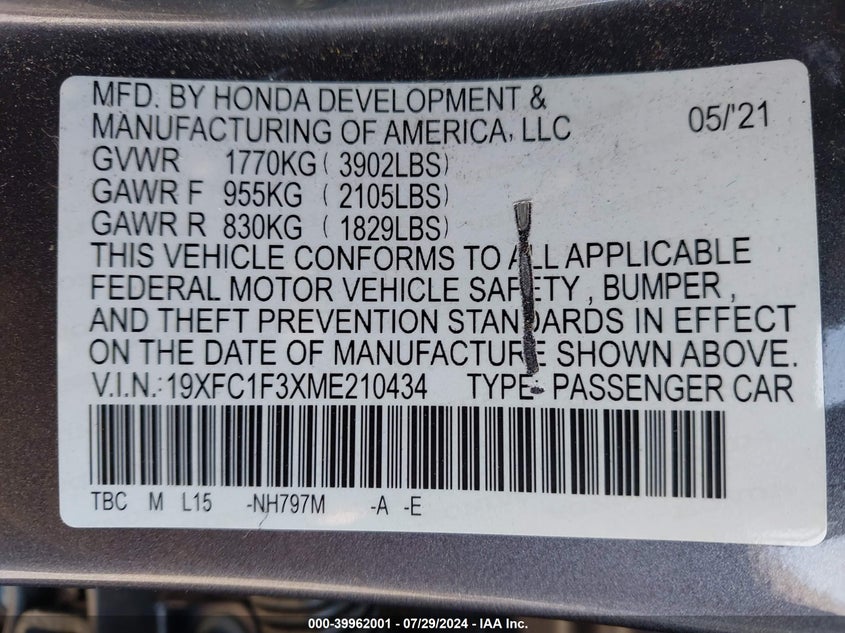 MFD. BY HONDA DEVELOPMENT &
MANUFACTURING OF AMERICA, LLC 05/'21
GVWR 1770KG ( 3902LBS)
GAWR F 955KG ( 2105LBS)
GAWR R 830KG ( 1829LBS)
THIS VEHICLE CONFORMS TO ALL APPLICABLE
FEDERAL MOTOR VEHICLE SAFETY , BUMPER ,
AND THEFT PREVENTION STANDARDS IN EFFECT
ON THE DATE OF MANUFACTURE SHOWN ABOVE.
V.I.N.: 19XFC1F3XME210434 TYPE: PASSENGER CAR
TBC M L15 -NH797M -A -E
000-39962001 - 07/29/2024 - IAA Inc.